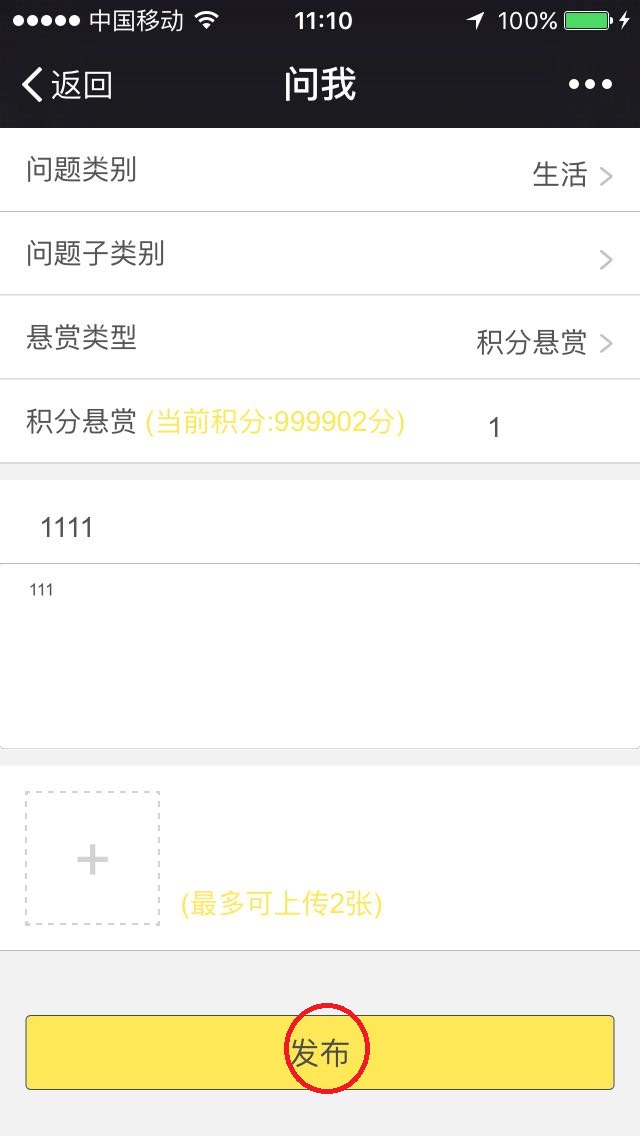 中国移动 11:10 100%
返回 问我
问题类别 生活
问题子类别
悬赏类型 积分悬赏
积分悬赏 (当前积分:999902分) 1
1111
111
(最多可上传2张)
发布